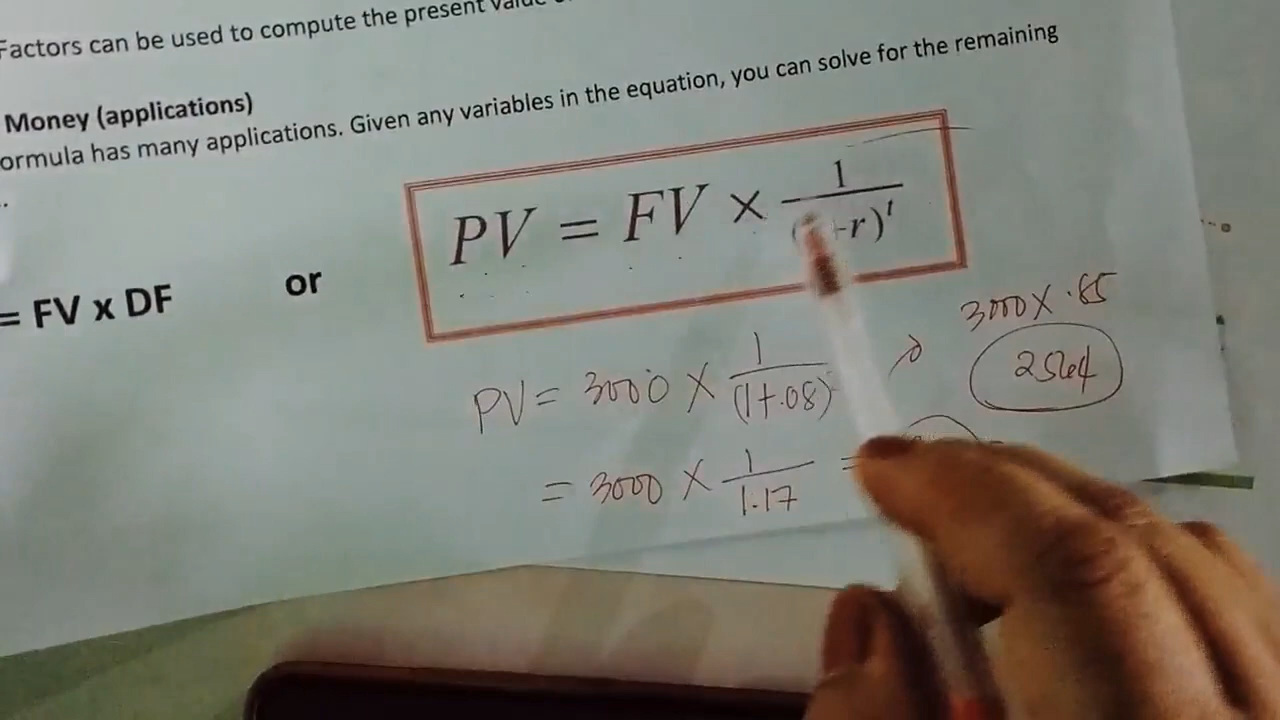 Factors can be used to compute the present value
Money (applications)
ormula has many applications. Given any variables in the equation, you can solve for the remaining
.
= FV x DF or PV = FV × 1/( -r)^t
3000 X .85
PV = 3000 X 1/(1+.08)
2564
= 3000 X 1/1.17 =